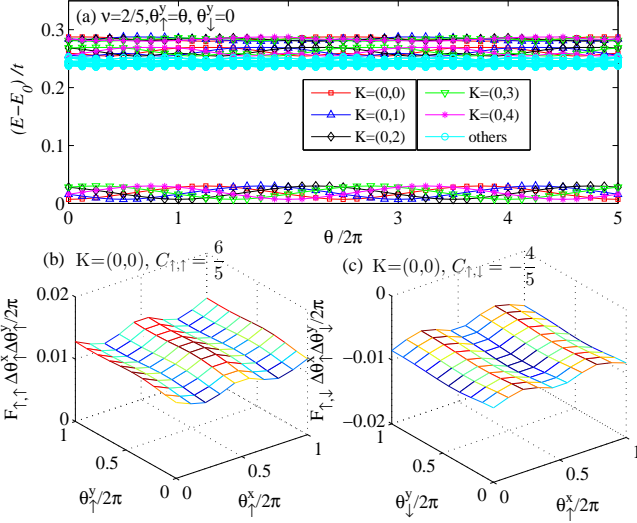 (a) ν=2/5,θ↑^y=θ, θ↓^y=0
(E−E0)/t
0.3
0.2
0.1
0
K=(0,0)
K=(0,1)
K=(0,2)
K=(0,3)
K=(0,4)
others
0 1 2 3 4 5
θ /2π
(b) K=(0,0), C↑,↑ = 6/5
F↑,↑ Δθ↑^x Δθ↑^y/2π
0.02
0.01
0
1
0.5
0
θ↑^y/2π
0
0.5
1
θ↑^x/2π
(c) K=(0,0), C↑,↓ = −4/5
F↑,↓ Δθ↑^x Δθ↓^y/2π
0
−0.01
−0.02
1
0.5
0
θ↓^y/2π
0
0.5
1
θ↑^x/2π